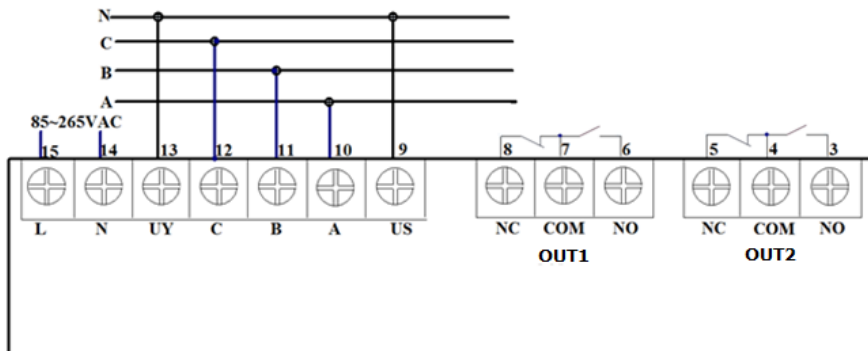 N
C
B
A
85~265VAC
15 14 13 12 11 10 9 8 7 6 5 4 3
L N UY C B A US NC COM NO NC COM NO
OUT1 OUT2